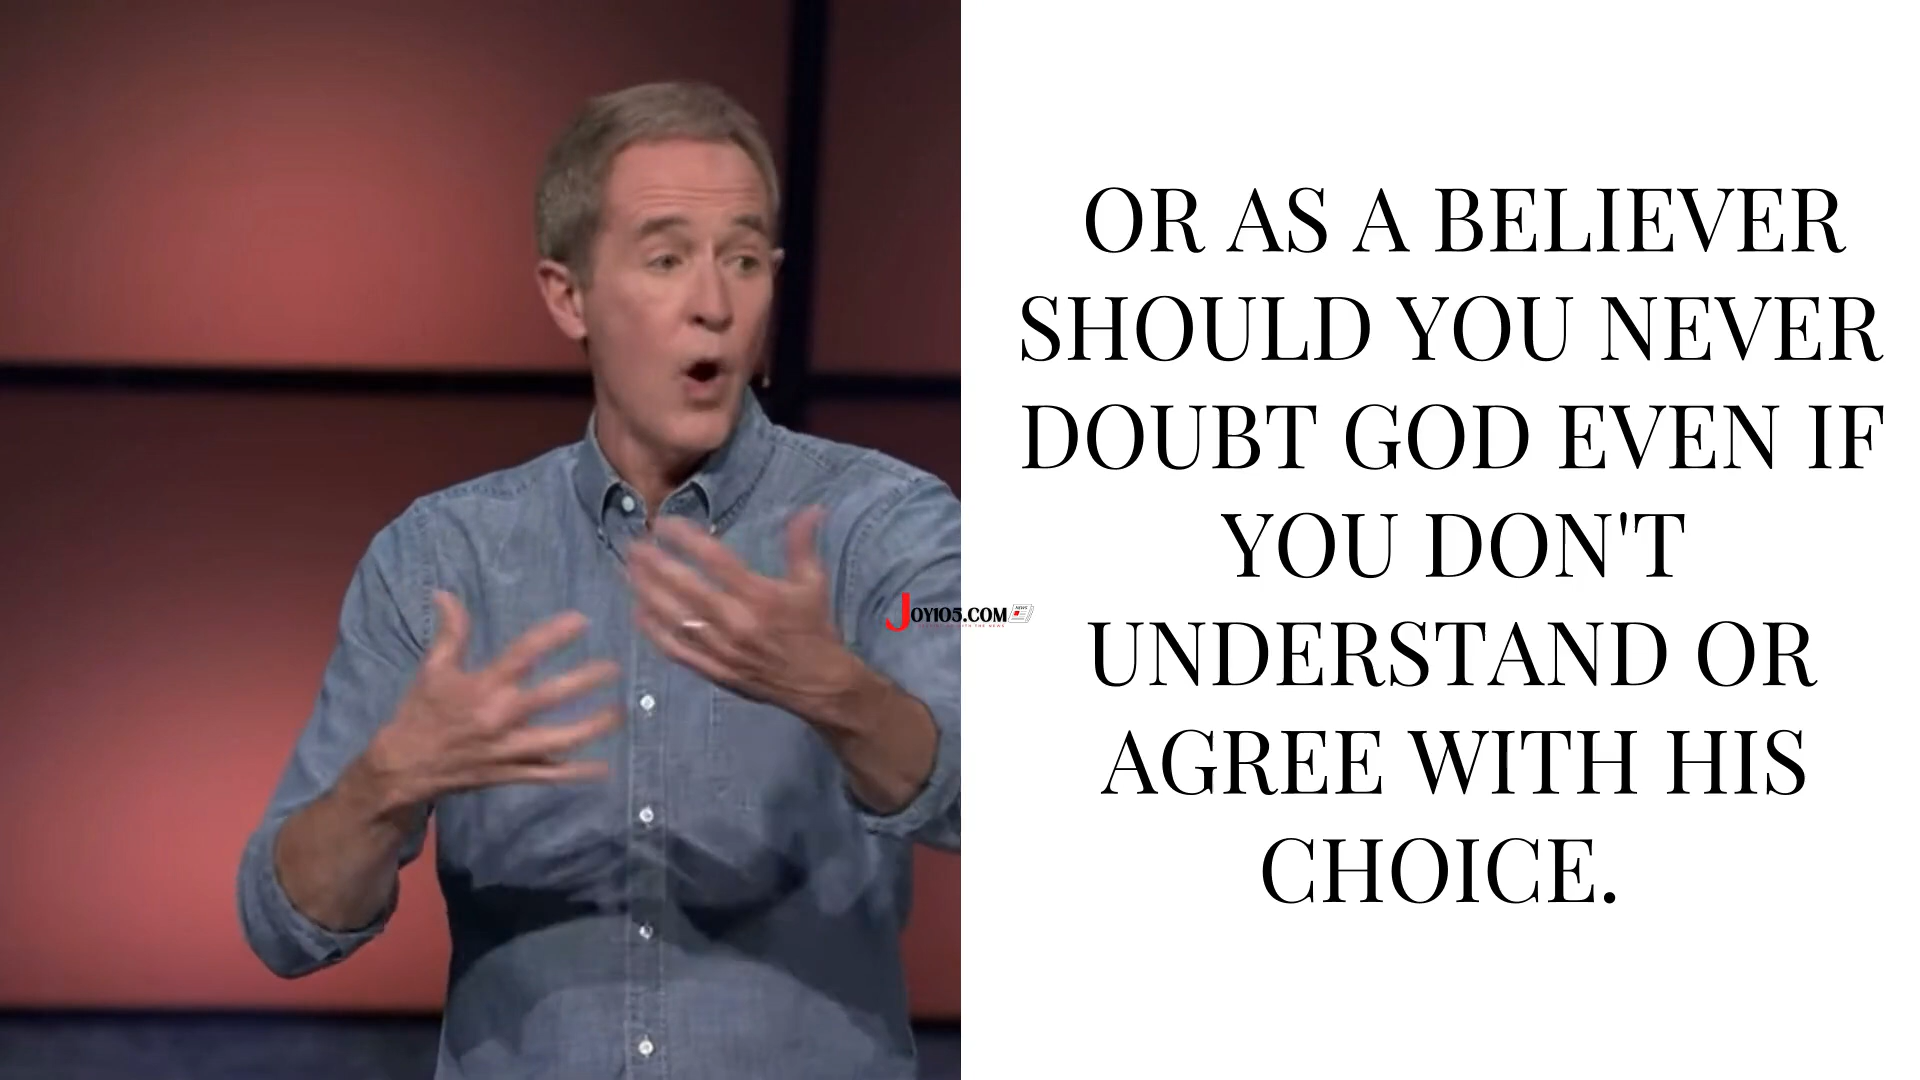 OR AS A BELIEVER
SHOULD YOU NEVER
DOUBT GOD EVEN IF
YOU DON'T
UNDERSTAND OR
AGREE WITH HIS
CHOICE.
JOY105.COM
NEWS